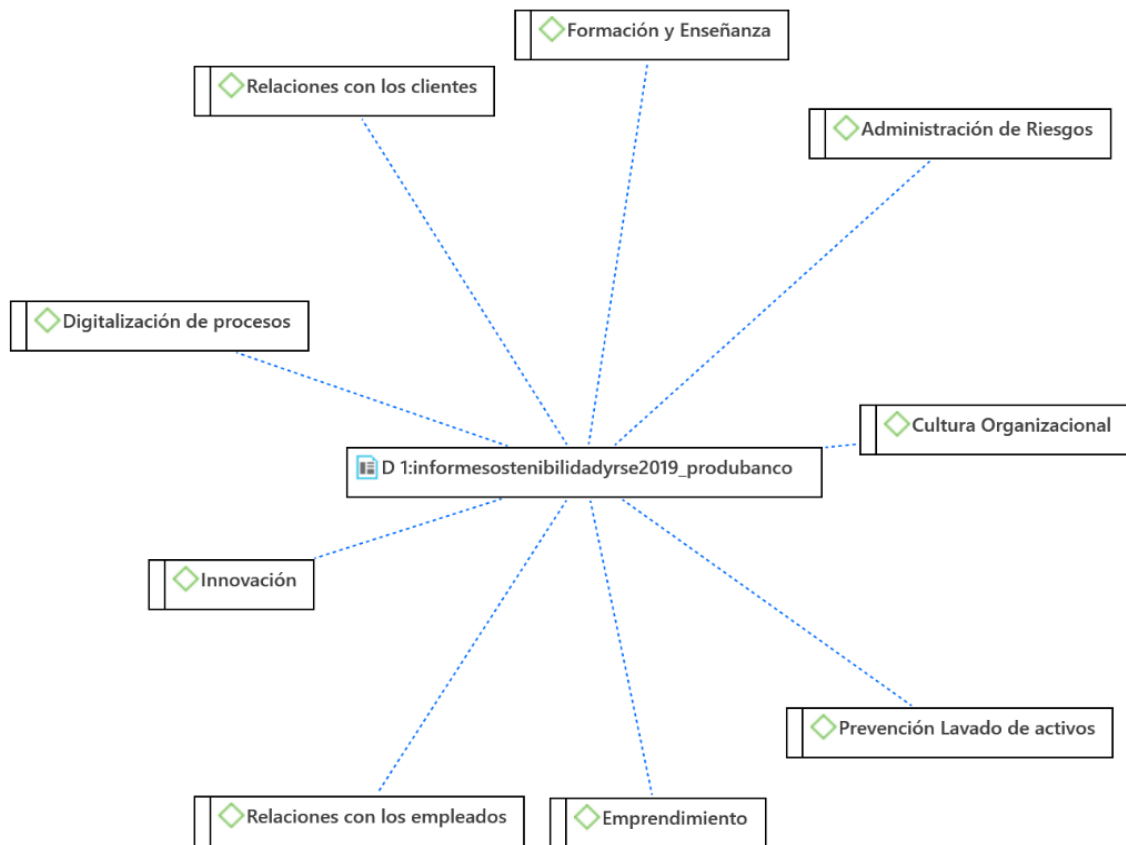 Formación y Enseñanza
Relaciones con los clientes
Administración de Riesgos
Digitalización de procesos
Cultura Organizacional
D 1:informesostenibilidadyrse2019_produbanco
Innovación
Prevención Lavado de activos
Relaciones con los empleados
Emprendimiento